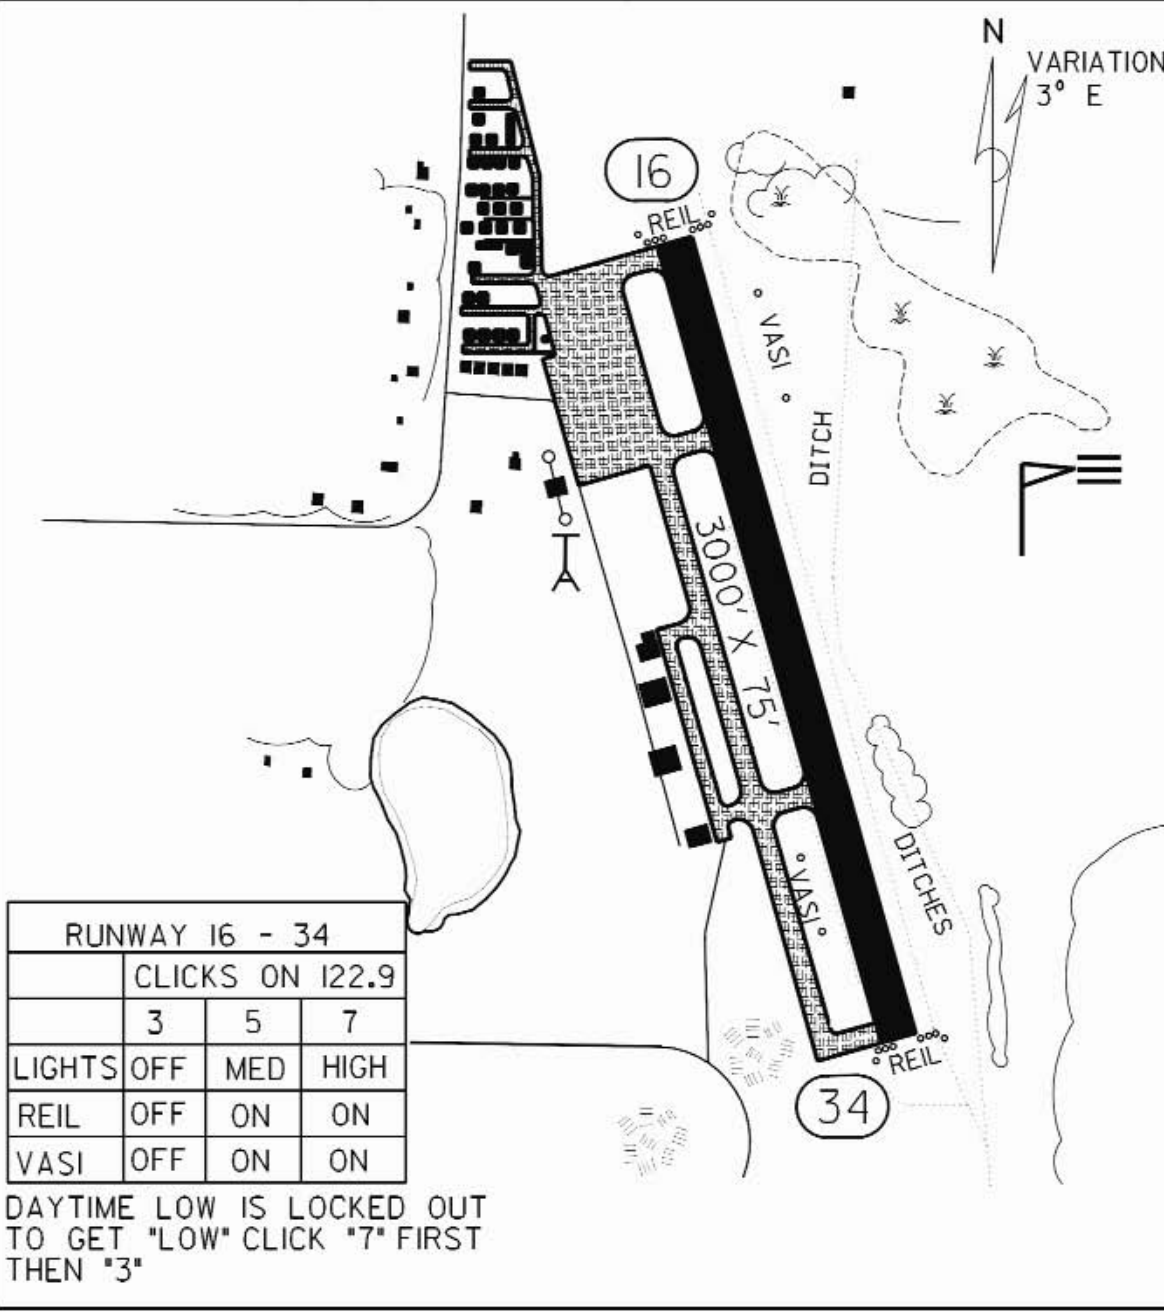 N
VARIATION
3° E
16
REIL
VASI
DITCH
3000' X 75'
DITCHES
VASI
REIL
34
RUNWAY 16 - 34
CLICKS ON 122.9
3 5 7
LIGHTS OFF MED HIGH
REIL OFF ON ON
VASI OFF ON ON
DAYTIME LOW IS LOCKED OUT
TO GET "LOW" CLICK "7" FIRST
THEN "3"